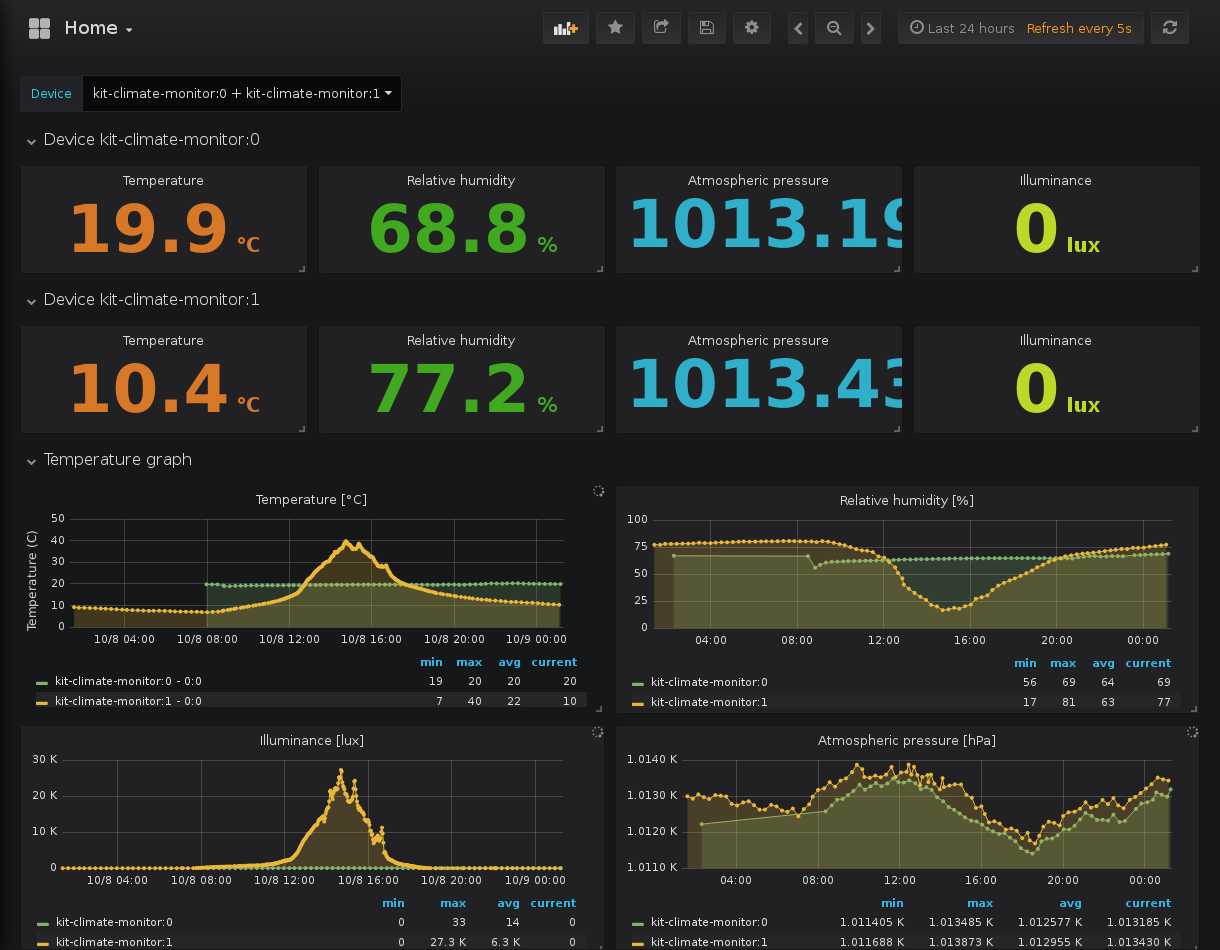 Home
Last 24 hours Refresh every 5s
Device kit-climate-monitor:0 + kit-climate-monitor:1
Device kit-climate-monitor:0
Temperature Relative humidity Atmospheric pressure Illuminance
19.9 °C 68.8 % 1013.19 0 lux
Device kit-climate-monitor:1
Temperature Relative humidity Atmospheric pressure Illuminance
10.4 °C 77.2 % 1013.43 0 lux
Temperature graph
Temperature [°C]
Temperature (C)
50
40
30
20
10
0
10/8 04:00 10/8 08:00 10/8 12:00 10/8 16:00 10/8 20:00 10/9 00:00
min max avg current
kit-climate-monitor:0 - 0:0 19 20 20 20
kit-climate-monitor:1 - 0:0 7 40 22 10
Relative humidity [%]
100
75
50
25
0
04:00 08:00 12:00 16:00 20:00 00:00
min max avg current
kit-climate-monitor:0 56 69 64 69
kit-climate-monitor:1 17 81 63 77
Illuminance [lux]
30 K
20 K
10 K
0
10/8 04:00 10/8 08:00 10/8 12:00 10/8 16:00 10/8 20:00 10/9 00:00
min max avg current
kit-climate-monitor:0 0 33 14 0
kit-climate-monitor:1 0 27.3 K 6.3 K 0
Atmospheric pressure [hPa]
1.0140 K
1.0130 K
1.0120 K
1.0110 K
04:00 08:00 12:00 16:00 20:00 00:00
min max avg current
kit-climate-monitor:0 1.011405 K 1.013485 K 1.012577 K 1.013185 K
kit-climate-monitor:1 1.011688 K 1.013873 K 1.012955 K 1.013430 K